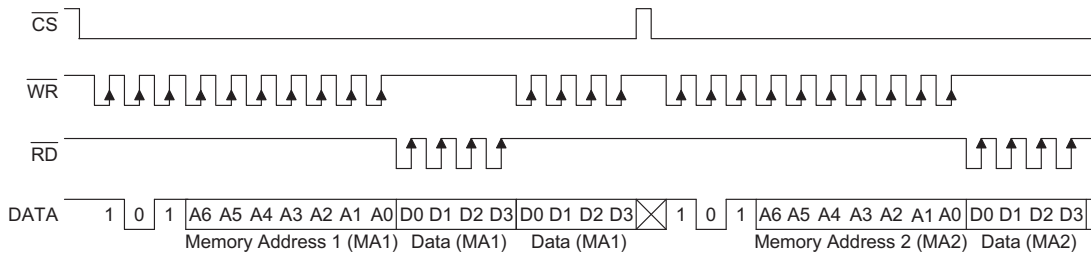 CS
WR
RD
DATA 1 0 1 A6 A5 A4 A3 A2 A1 A0 D0 D1 D2 D3 D0 D1 D2 D3 1 0 1 A6 A5 A4 A3 A2 A1 A0 D0 D1 D2 D3
Memory Address 1 (MA1) Data (MA1) Data (MA1) Memory Address 2 (MA2) Data (MA2)